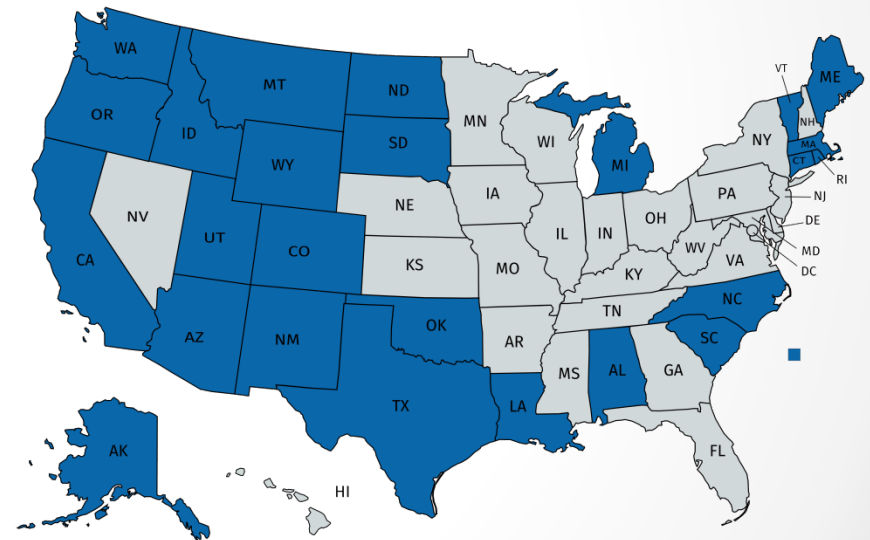 WA
MT
ND
MN
VT
ME
OR
ID
SD
WI
MI
NY
NH
MA
CT
RI
WY
NE
IA
PA
NJ
NV
UT
CO
IL
IN
OH
DE
MD
DC
CA
KS
MO
KY
WV
VA
AZ
NM
OK
AR
TN
NC
SC
TX
LA
MS
AL
GA
FL
AK
HI